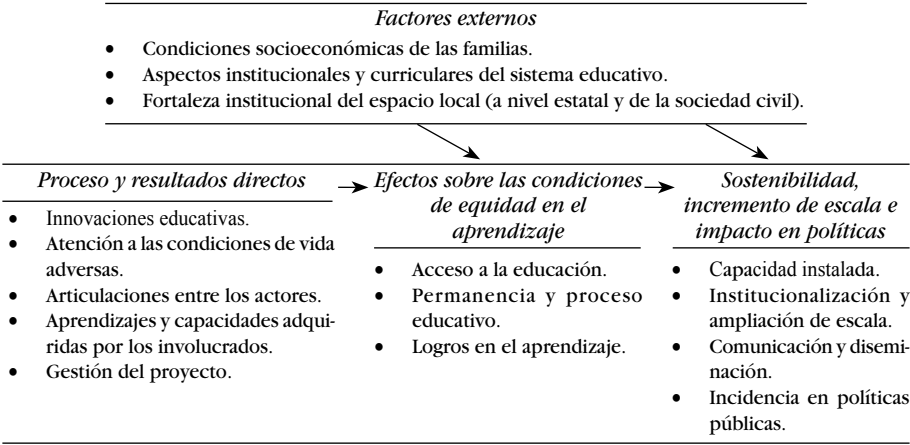 Factores externos
• Condiciones socioeconómicas de las familias.
• Aspectos institucionales y curriculares del sistema educativo.
• Fortaleza institucional del espacio local (a nivel estatal y de la sociedad civil).
Proceso y resultados directos
• Innovaciones educativas.
• Atención a las condiciones de vida
adversas.
• Articulaciones entre los actores.
• Aprendizajes y capacidades adqui-
ridas por los involucrados.
• Gestión del proyecto.
Efectos sobre las condiciones
de equidad en el
aprendizaje
• Acceso a la educación.
• Permanencia y proceso
educativo.
• Logros en el aprendizaje.
Sostenibilidad,
incremento de escala e
impacto en políticas
• Capacidad instalada.
• Institucionalización y
ampliación de escala.
• Comunicación y disemi-
nación.
• Incidencia en políticas
públicas.